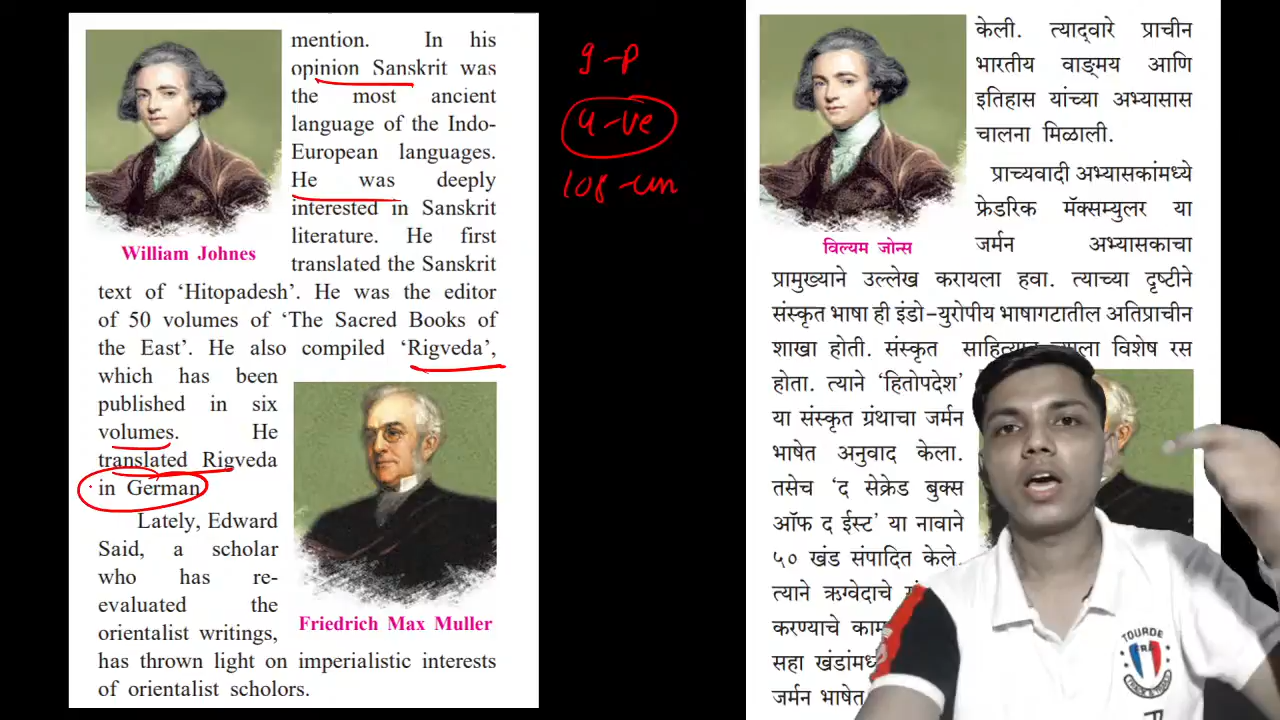 mention. In his
opinion Sanskrit was
the most ancient
language of the Indo-
European languages.
He was deeply
interested in Sanskrit
literature. He first
translated the Sanskrit
William Johnes
text of ‘Hitopadesh’. He was the editor
of 50 volumes of ‘The Sacred Books of
the East’. He also compiled ‘Rigveda’,
which has been
published in six
volumes. He
translated Rigveda
in German
Lately, Edward
Said, a scholar
who has re-
evaluated the
orientalist writings,
Friedrich Max Muller
has thrown light on imperialistic interests
of orientalist scholors.
9-P
4-ve
108-un
केली. त्याद्वारे प्राचीन
भारतीय वाङ्मय आणि
इतिहास यांच्या अभ्यासास
चालना मिळाली.
प्राच्यवादी अभ्यासकांमध्ये
फ्रेडरिक मॅक्सम्युलर या
जर्मन अभ्यासकाचा
विल्यम जोन्स
प्रामुख्याने उल्लेख करायला हवा. त्याच्या दृष्टीने
संस्कृत भाषा ही इंडो-युरोपीय भाषागटातील अतिप्राचीन
शाखा होती. संस्कृत विशेष रस
होता. त्याने ‘हितोपदेश’
या संस्कृत ग्रंथाचा जर्मन
भाषेत अनुवाद केला.
तसेच ‘द सेक्रेड बुक्स
ऑफ द ईस्ट’ या नावाने
५० खंड संपादित केले.
त्याने ऋग्वेदाचे
करण्याचे
सहा
जर्मन भाषेत
TOURDE
FRA